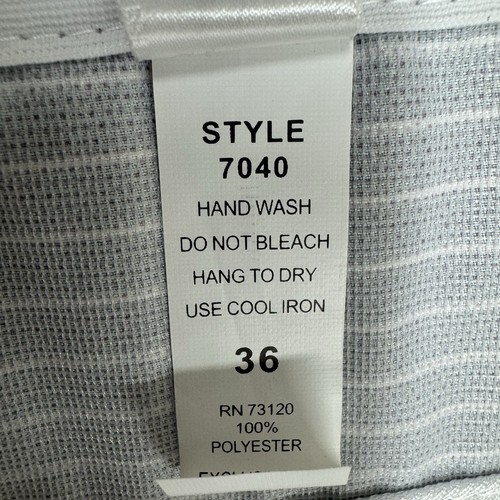 STYLE
7040
HAND WASH
DO NOT BLEACH
HANG TO DRY
USE COOL IRON
36
RN 73120
100%
POLYESTER